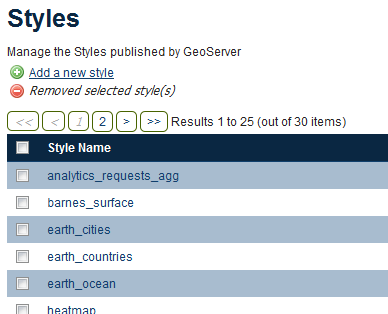 Styles
Manage the Styles published by GeoServer
Add a new style
Removed selected style(s)
<< < 1 2 > >> Results 1 to 25 (out of 30 items)
Style Name
analytics_requests_agg
barnes_surface
earth_cities
earth_countries
earth_ocean
heatmap